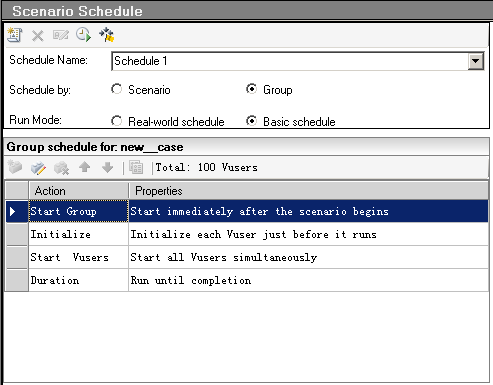 Scenario Schedule
Schedule Name: Schedule 1
Schedule by: Scenario Group
Run Mode: Real-world schedule Basic schedule
Group schedule for: new__case
Total: 100 Vusers
Action Properties
Start Group Start immediately after the scenario begins
Initialize Initialize each Vuser just before it runs
Start Vusers Start all Vusers simultaneously
Duration Run until completion